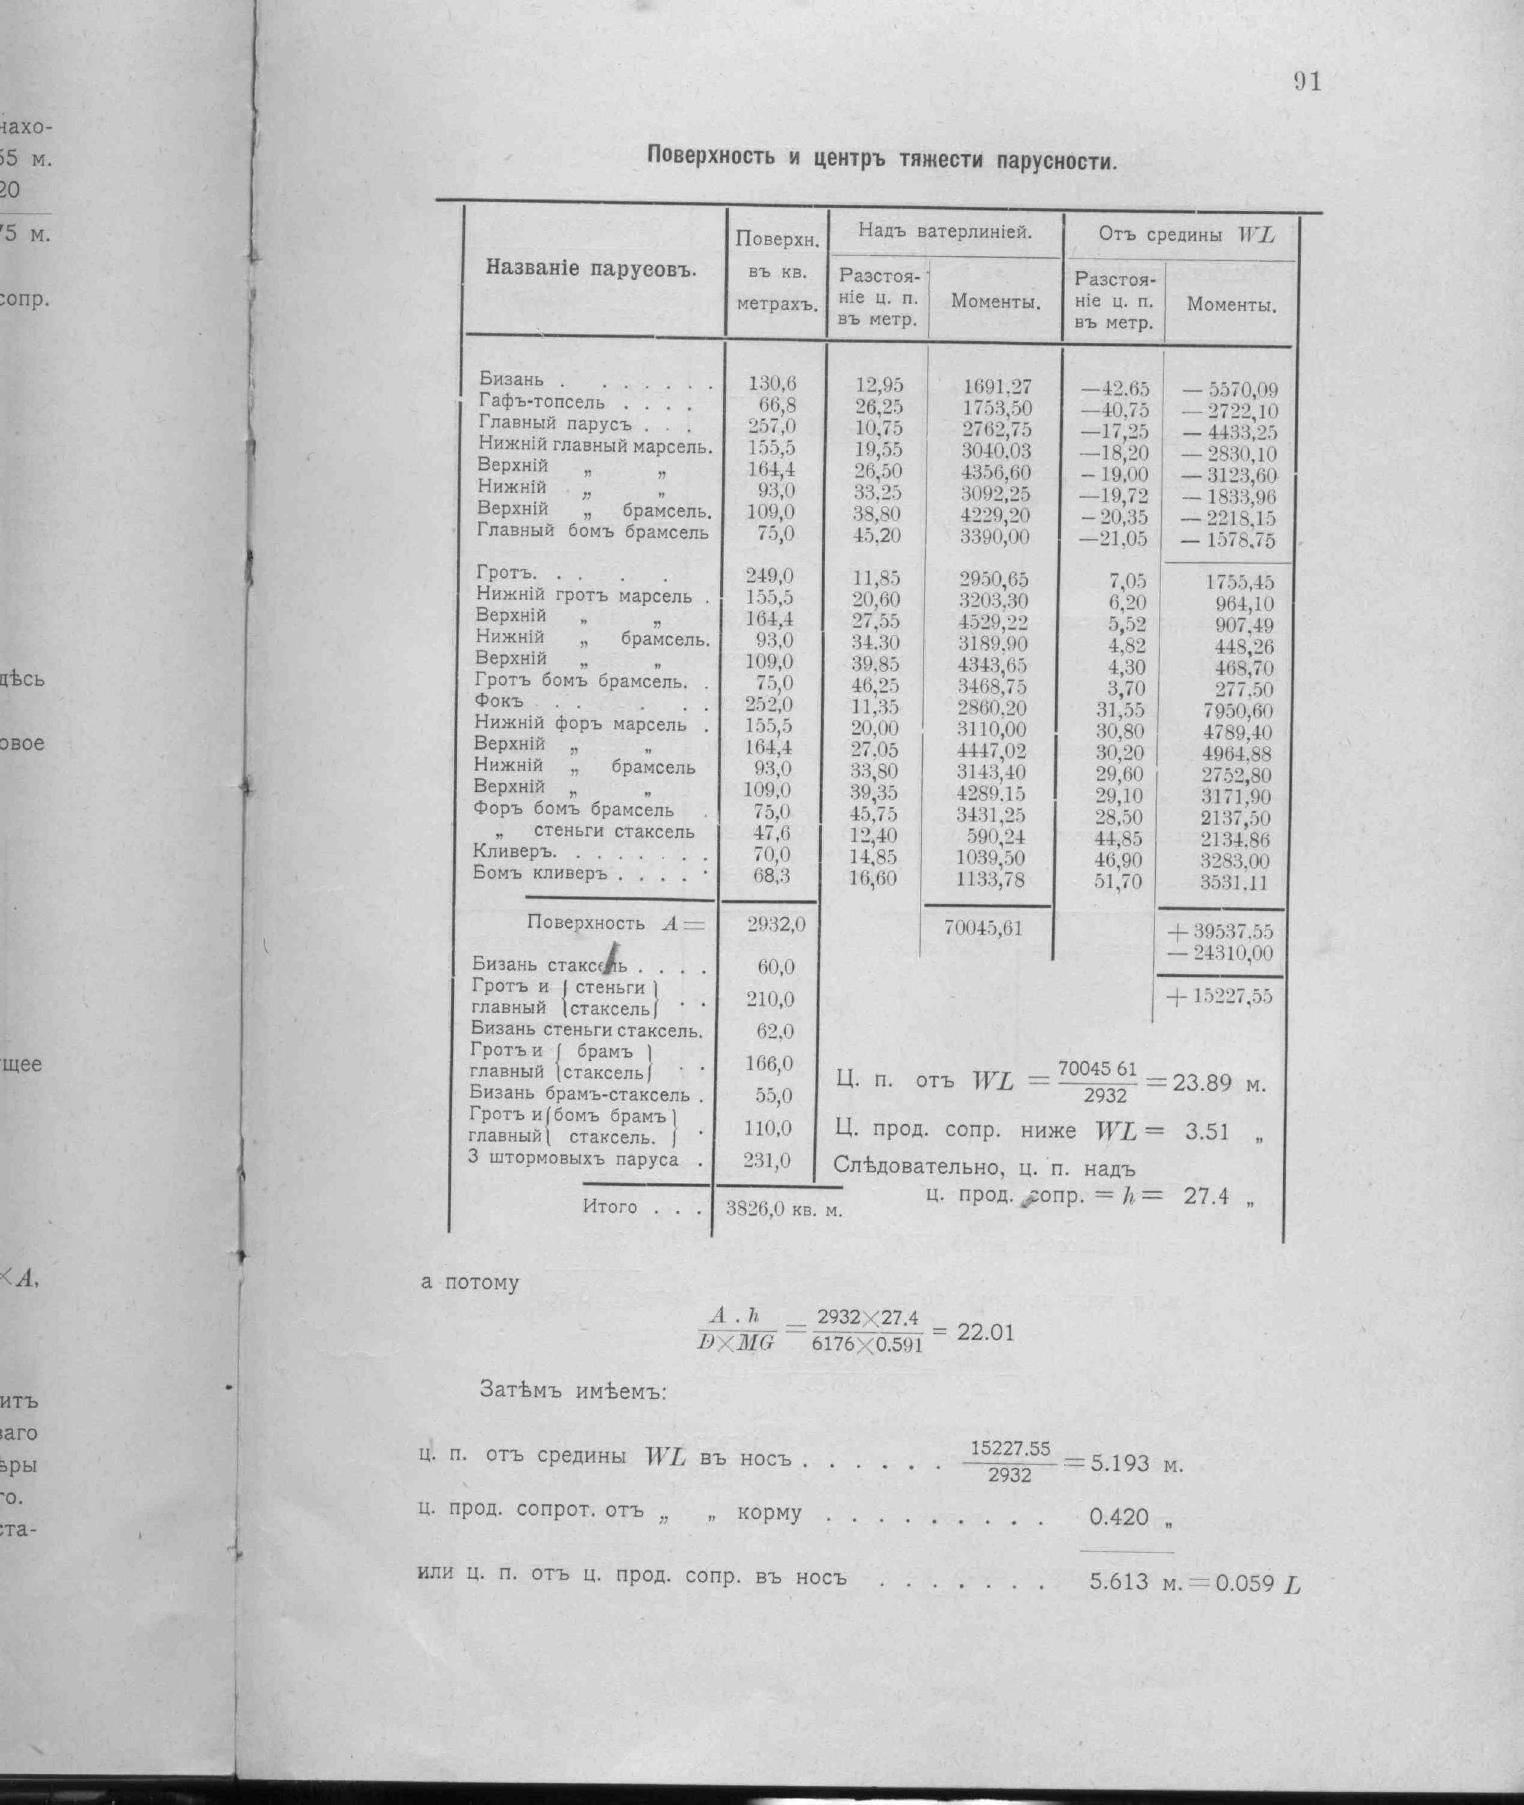 91
нахо-
55 м.
20
75 м.
сопр.
дѣсь
овое
щее
×A,
итъ
ваго
ѣры
го.
ста-
Поверхность и центръ тяжести парусности.
Названіе парусовъ. Поверхн. въ кв. метрахъ. Надъ ватерлиніей. Отъ средины WL
Разстоя- Разстоя-
ніе ц. п. Моменты. ніе ц. п. Моменты.
въ метр. въ метр.
Бизань . . . . . . . 130,6 12,95 1691,27 —42,65 — 5570,09
Гафъ-топсель . . . . 66,8 26,25 1753,50 —40,75 — 2722,10
Главный парусъ . . . 257,0 10,75 2762,75 —17,25 — 4433,25
Нижній главный марсель. 155,5 19,55 3040,03 —18,20 — 2830,10
Верхній „ „ 164,4 26,50 4356,60 —19,00 — 3123,60
Нижній „ „ 93,0 33,25 3092,25 —19,72 — 1833,96
Верхній „ брамсель. 109,0 38,80 4229,20 —20,35 — 2218,15
Главный бомъ брамсель 75,0 45,20 3390,00 —21,05 — 1578,75
Гротъ. . . . . 249,0 11,85 2950,65 7,05 1755,45
Нижній гротъ марсель . 155,5 20,60 3203,30 6,20 964,10
Верхній „ „ 164,4 27,55 4529,22 5,52 907,49
Нижній „ брамсель. 93,0 34,30 3189,90 4,82 448,26
Верхній „ „ 109,0 39,85 4343,65 4,30 468,70
Гротъ бомъ брамсель. . 75,0 46,25 3468,75 3,70 277,50
Фокъ . . . . . 252,0 11,35 2860,20 31,55 7950,60
Нижній форъ марсель . 155,5 20,00 3110,00 30,80 4789,40
Верхній „ „ 164,4 27,05 4447,02 30,20 4964,88
Нижній „ брамсель 93,0 33,80 3143,40 29,60 2752,80
Верхній „ „ 109,0 39,35 4289,15 29,10 3171,90
Форъ бомъ брамсель . 75,0 45,75 3431,25 28,50 2137,50
„ стеньги стаксель 47,6 12,40 590,24 44,85 2134,86
Кливеръ. . . . . . . . 70,0 14,85 1039,50 46,90 3283,00
Бомъ кливеръ . . . . . 68,3 16,60 1133,78 51,70 3531,11
Поверхность A = 2932,0 70045,61 + 39537,55
— 24310,00
Бизань стаксель . . . . 60,0
Гротъ и { стеньги } 210,0 + 15227,55
главный { стаксель } . .
Бизань стеньги стаксель. 62,0
Гротъ и { брамъ } 166,0
главный { стаксель } . .
Бизань брамъ-стаксель . 55,0
Гротъ и { бомъ брамъ } 110,0
главный { стаксель. } .
3 штормовыхъ паруса . 231,0
Итого . . . 3826,0 кв. м.
Ц. п. отъ WL = 70045 61 / 2932 = 23.89 м.
Ц. прод. сопр. ниже WL = 3.51 „
Слѣдовательно, ц. п. надъ
ц. прод. сопр. = h = 27.4 „
а потому
A . h / D×MG = 2932×27.4 / 6176×0.591 = 22.01
Затѣмъ имѣемъ:
ц. п. отъ средины WL въ носъ . . . . . . 15227.55 / 2932 = 5.193 м.
ц. прод. сопрот. отъ „ „ корму . . . . . . . . . 0.420 „
или ц. п. отъ ц. прод. сопр. въ носъ . . . . . . . 5.613 м. = 0.059 L